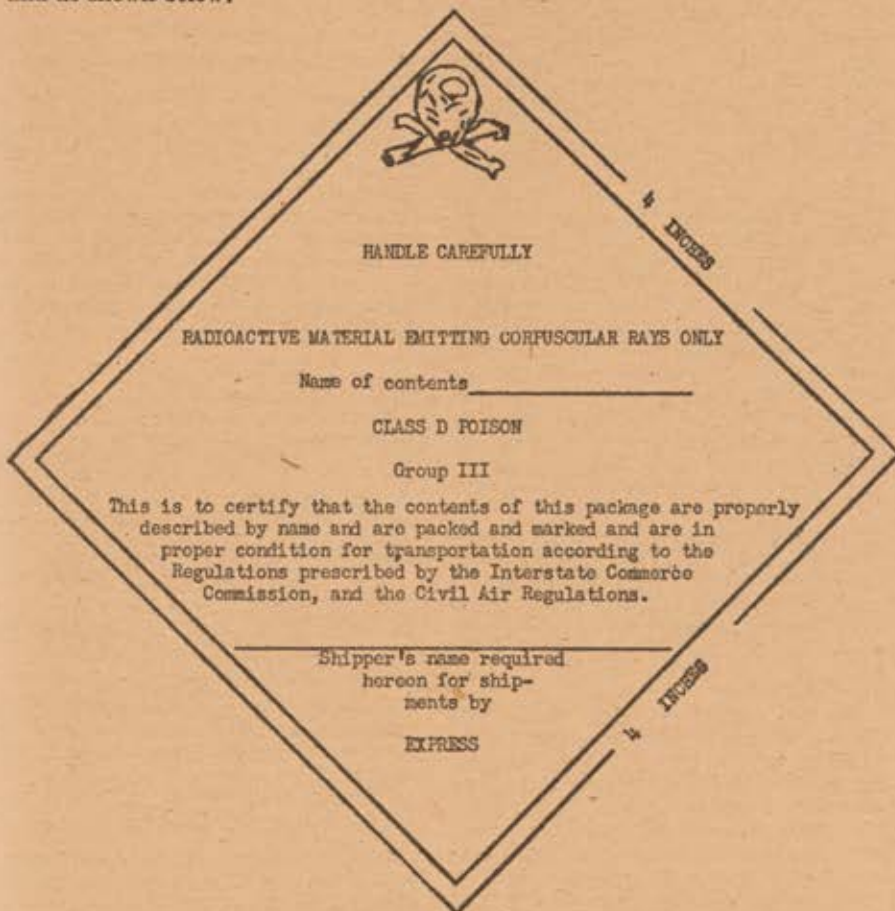 HANDLE CAREFULLY
4 INCHES
RADIOACTIVE MATERIAL EMITTING CORPUSCULAR RAYS ONLY
Name of contents
CLASS D POISON
Group III
This is to certify that the contents of this package are properly
described by name and are packed and marked and are in
proper condition for transportation according to the
Regulations prescribed by the Interstate Commerce
Commission, and the Civil Air Regulations.
Shipper's name required
hereon for ship-
ments by
4 INCHES
EXPRESS